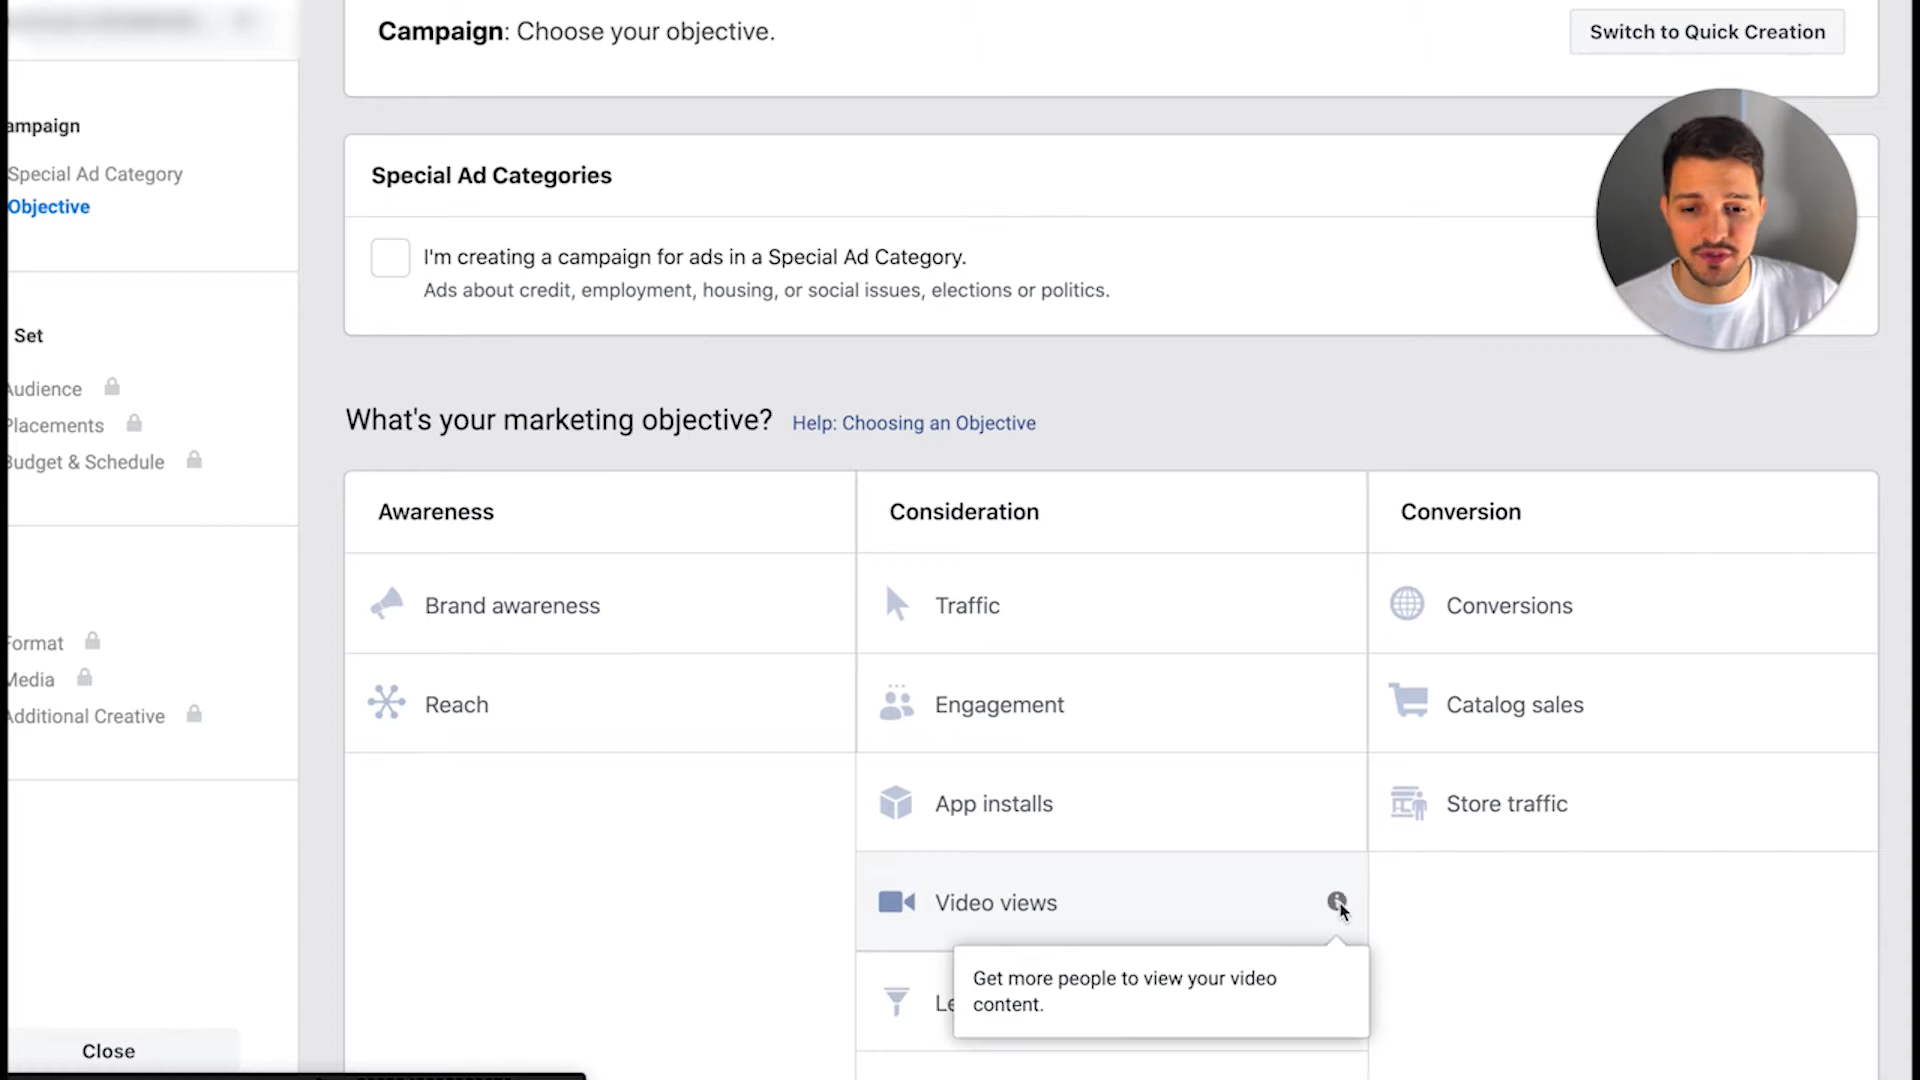 Campaign: Choose your objective.
Switch to Quick Creation
ampaign
Special Ad Category
Objective
Special Ad Categories
I'm creating a campaign for ads in a Special Ad Category.
Ads about credit, employment, housing, or social issues, elections or politics.
Set
Audience
Placements
Budget & Schedule
Format
Media
Additional Creative
Close
What's your marketing objective? Help: Choosing an Objective
Awareness
Brand awareness
Reach
Consideration
Traffic
Engagement
App installs
Video views
Le
Get more people to view your video
content.
Conversion
Conversions
Catalog sales
Store traffic